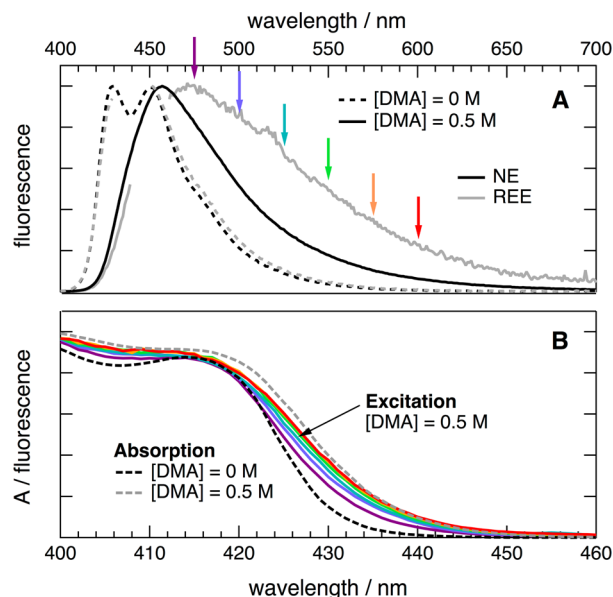 wavelength / nm
400 450 500 550 600 650 700
[DMA] = 0 M
[DMA] = 0.5 M
A
NE
REE
fluorescence
B
Excitation
[DMA] = 0.5 M
Absorption
[DMA] = 0 M
[DMA] = 0.5 M
A / fluorescence
400 410 420 430 440 450 460
wavelength / nm